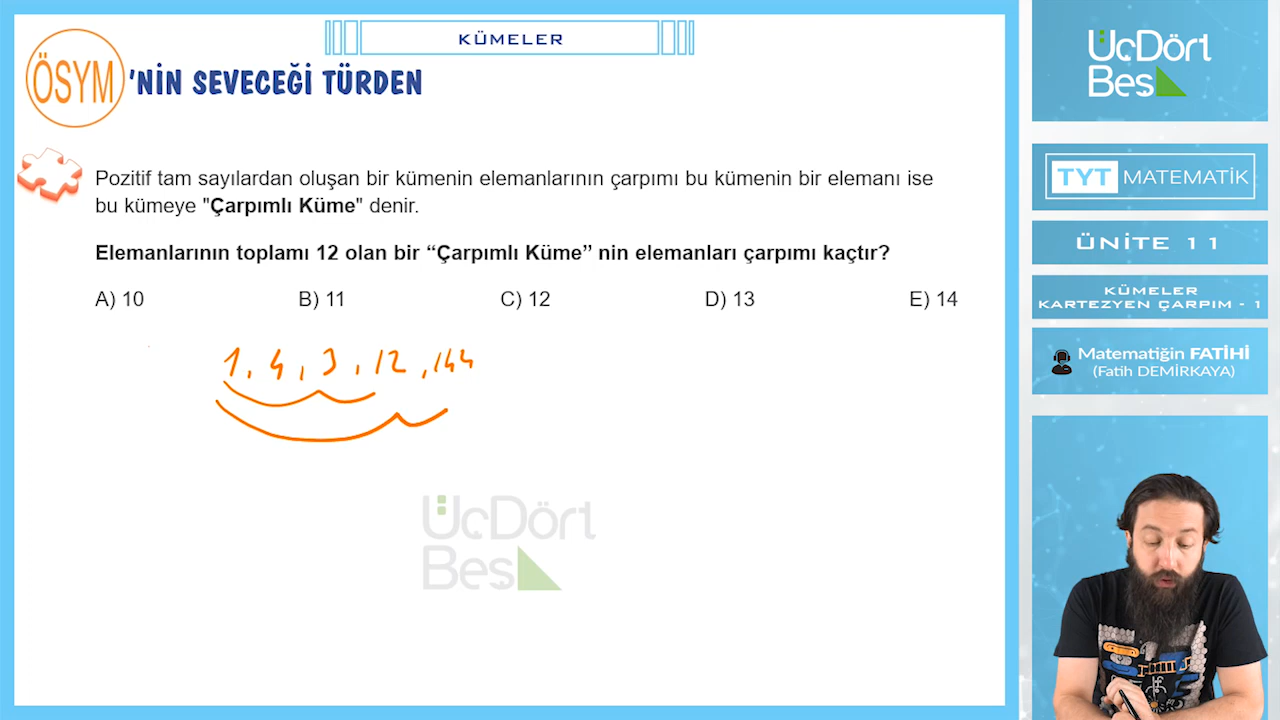 KÜMELER
ÖSYM'NİN SEVECEĞİ TÜRDEN
Pozitif tam sayılardan oluşan bir kümenin elemanlarının çarpımı bu kümenin bir elemanı ise
bu kümeye "Çarpımlı Küme" denir.
Elemanlarının toplamı 12 olan bir “Çarpımlı Küme” nin elemanları çarpımı kaçtır?
A) 10 B) 11 C) 12 D) 13 E) 14
1, 4, 3, 12, 144
ÜçDört
Beş
ÜçDört
Beş
TYT MATEMATİK
ÜNİTE 11
KÜMELER
KARTEZYEN ÇARPIM - 1
Matematiğin FATİHİ
(Fatih DEMİRKAYA)